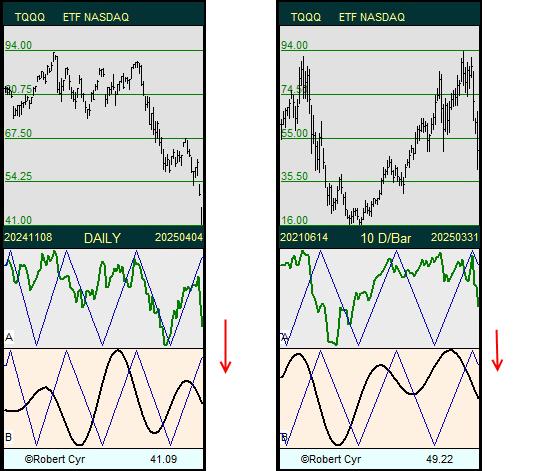 TQQQ ETF NASDAQ
94.00
80.75
67.50
54.25
41.00
20241108 DAILY 20250404
A
B
©Robert Cyr 41.09
TQQQ ETF NASDAQ
94.00
74.50
55.00
35.50
16.00
20210614 10 D/Bar 20250331
A
B
©Robert Cyr 49.22